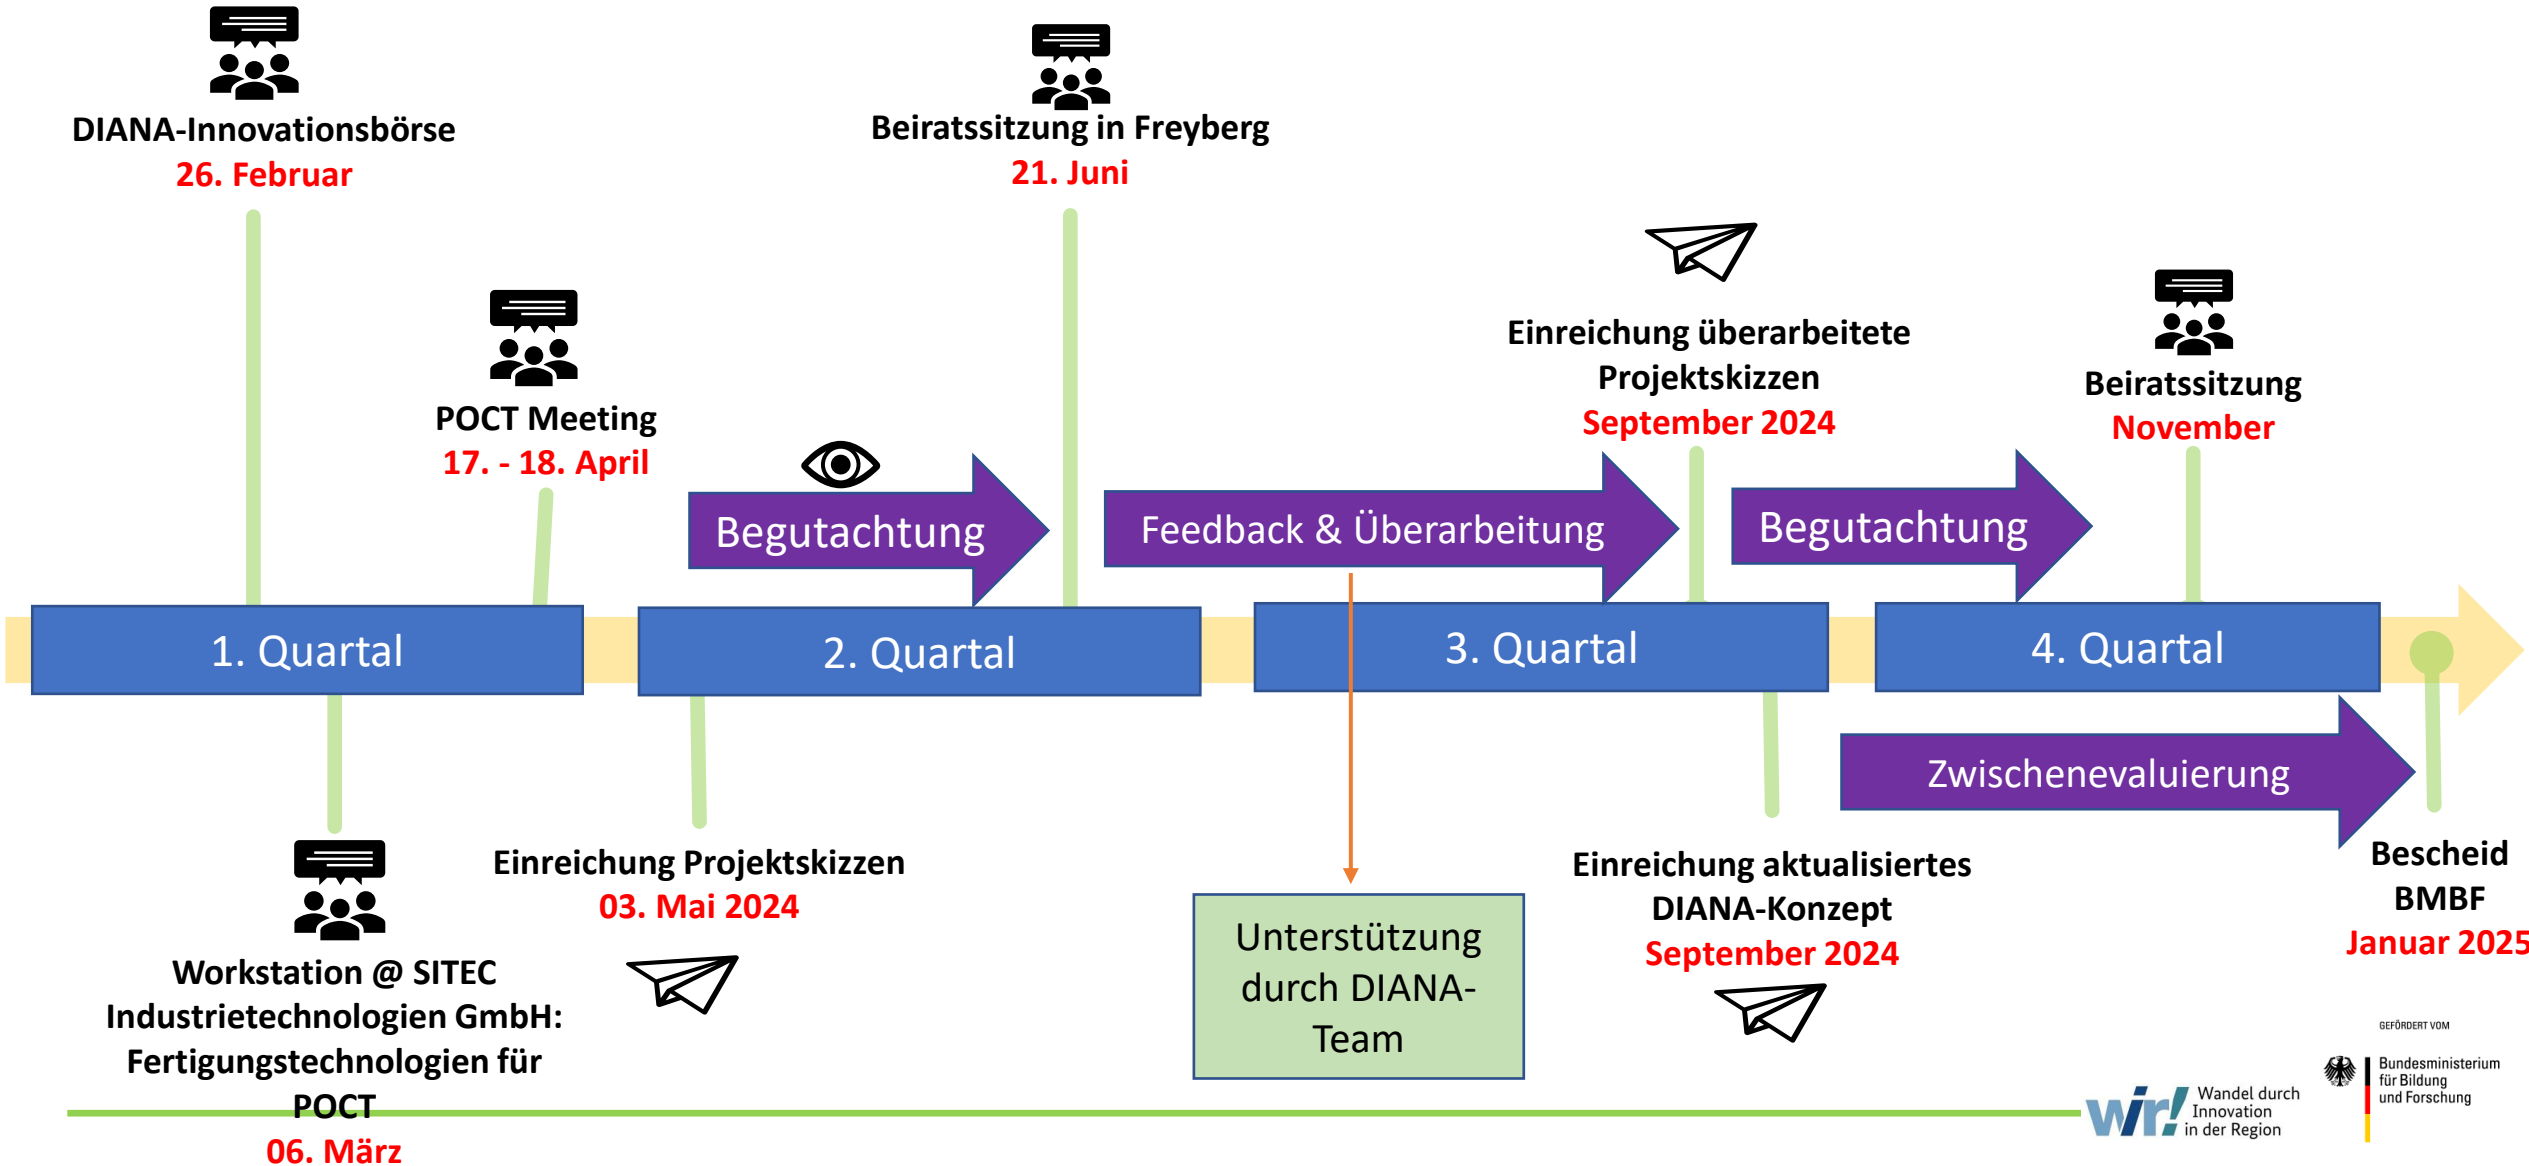 DIANA-Innovationsbörse
26. Februar
Beiratssitzung in Freyberg
21. Juni
POCT Meeting
17. - 18. April
Einreichung überarbeitete
Projektskizzen
September 2024
Beiratssitzung
November
Begutachtung
Feedback & Überarbeitung
Begutachtung
1. Quartal
2. Quartal
3. Quartal
4. Quartal
Zwischenevaluierung
Workstation @ SITEC
Industrietechnologien GmbH:
Fertigungstechnologien für
POCT
06. März
Einreichung Projektskizzen
03. Mai 2024
Unterstützung
durch DIANA-
Team
Einreichung aktualisiertes
DIANA-Konzept
September 2024
Bescheid
BMBF
Januar 2025
wir!
Wandel durch
Innovation
in der Region
GEFÖRDERT VOM
Bundesministerium
für Bildung
und Forschung